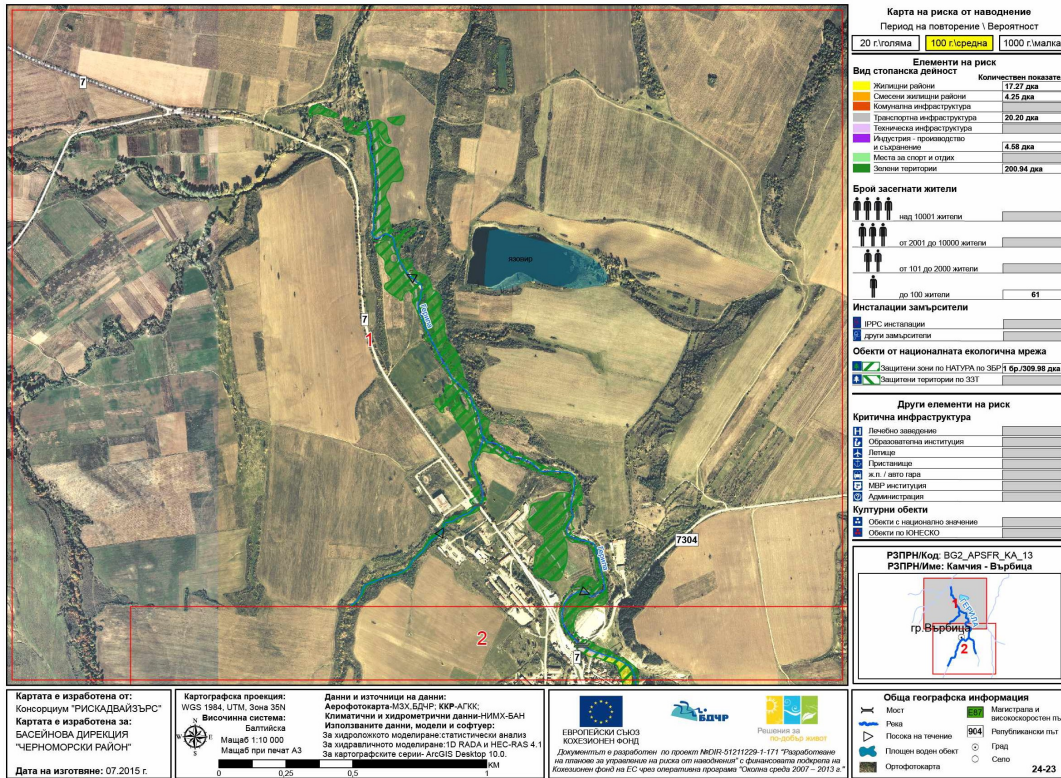 Карта на риска от наводнение
Период на повторение \ Вероятност
20 г.\голяма
100 г.\средна
1000 г.\малка
Елементи на риск
Вид стопанска дейност
Количествен показате
Жилищни райони
17.27 дка
Смесени жилищни райони
4.25 дка
Комунална инфраструктура
Транспортна инфраструктура
20.20 дка
Техническа инфраструктура
Индустрия - производство
и съхранение
4.58 дка
Места за спорт и отдих
Зелени територии
200.94 дка
Брой засегнати жители
над 10001 жители
от 2001 до 10000 жители
от 101 до 2000 жители
до 100 жители
61
Инсталации замърсители
IPPC инсталации
други замърсители
Обекти от националната екологична мрежа
Защитени зони по НАТУРА по ЗБР
1 бр./309.98 дка
Защитени територии по ЗЗТ
Други елементи на риск
Критична инфраструктура
Лечебно заведение
Образователна институция
Летище
Пристанище
ж.п. / авто гара
МВР институция
Администрация
Културни обекти
Обекти с национално значение
Обекти по ЮНЕСКО
РЗПРН/Код: BG2_APSFR_KA_13
РЗПРН/Име: Камчия - Върбица
1
ГЕРИЛА
гр.Върбица
2
7
язовир
7
1
Герила
7304
Герила
7
2
7
Картата е изработена от:
Консорциум "РИСКАДВАЙЗЪРС"
Картата е изработена за:
БАСЕЙНОВА ДИРЕКЦИЯ
"ЧЕРНОМОРСКИ РАЙОН"
Дата на изготвяне: 07.2015 г.
Картографска проекция:
WGS 1984, UTM, Зона 35N
Височинна система:
Балтийска
Мащаб 1:10 000
Мащаб при печат А3
N
W
E
S
0
0,25
0,5
1
КМ
Данни и източници на данни:
Аерофотокарта-МЗХ,БДЧР; ККР-АГКК;
Климатични и хидрометрични данни-НИМХ-БАН
Използваните данни, модели и софтуер:
За хидроложкото моделиране:статистически анализ
За хидравличното моделиране:1D RADA и HEC-RAS 4.1
За картографските серии- ArcGIS Desktop 10.0.
ЕВРОПЕЙСКИ СЪЮЗ
КОХЕЗИОНЕН ФОНД
БДЧР
Решения за
по-добър живот
Документът е разработен по проект №DIR-51211229-1-171 "Разработване
на планове за управление на риска от наводнения" с финансовата подкрепа на
Кохезионен фонд на ЕС чрез оперативна програма "Околна среда 2007 – 2013 г."
Обща географска информация
Мост
Река
Посока на течение
Площен воден обект
Ортофотокарта
E87
Магистрала и
високоскоростен п
904
Републикански път
Град
Село
24-23